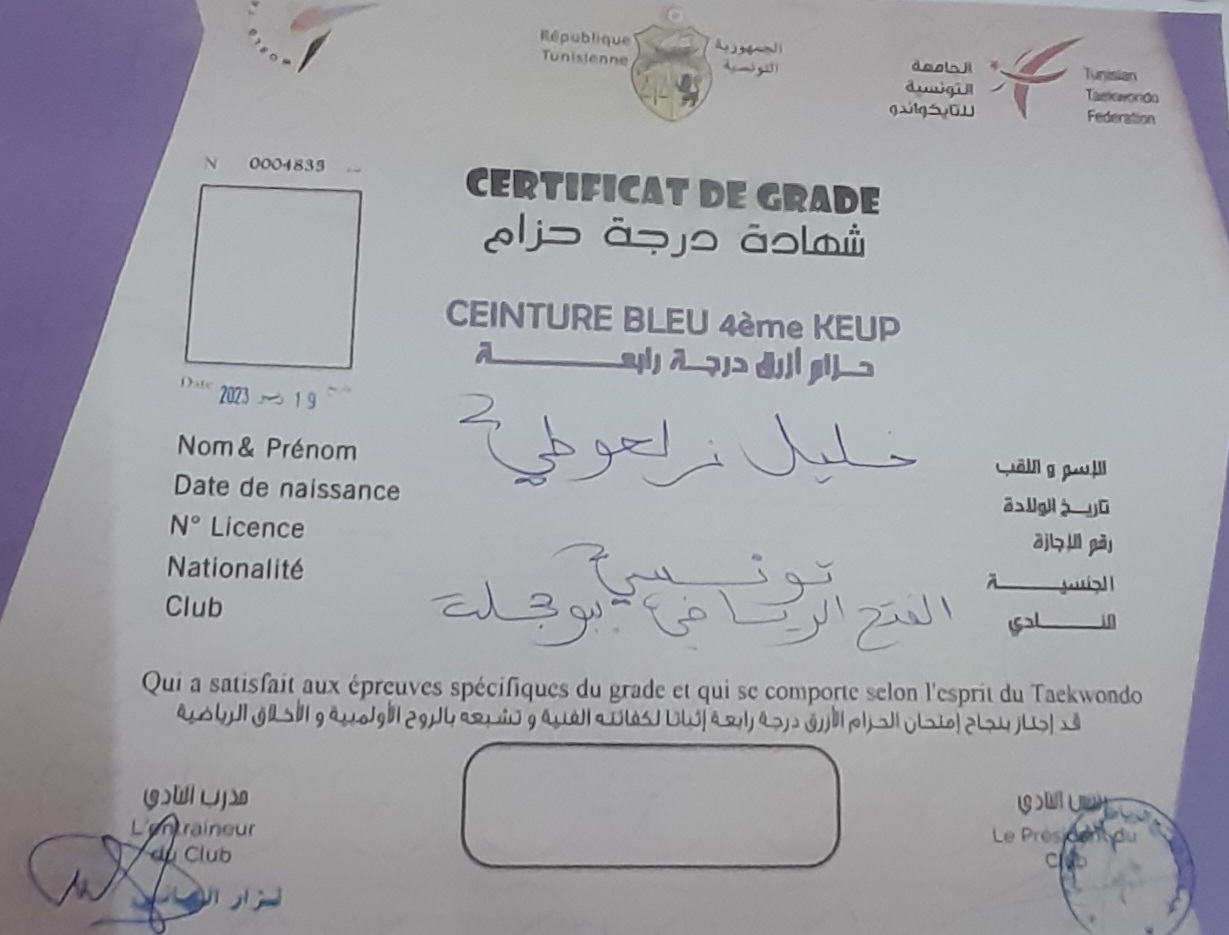 République
Tunisienne
الجمهورية
التونسية
الجامعة
التونسية
للتايكواندو
Tunisian
Taekwondo
Federation
N 0004835
CERTIFICAT DE GRADE
شهادة درجة حزام
CEINTURE BLEU 4ème KEUP
حزام أزرق درجة رابعة
Date 19 2023
Nom & Prénom خليل الإسم و اللقب
Date de naissance تاريخ الولادة
N° Licence رقم الإجازة
Nationalité تونسي الجنسية
Club الفتح الرياضي ببوحجلة النادي
Qui a satisfait aux épreuves spécifiques du grade et qui se comporte selon l'esprit du Taekwondo
قد إجتاز بنجاح إمتحان الحزام الأزرق درجة رابعة إثباتا لكفائته الفنية و تشبعه بالروح الأولمبية و الأخلاق الرياضية
مدرب النادي
L'entraineur
du Club
نزار
رئيس النادي
Le Président du
Club